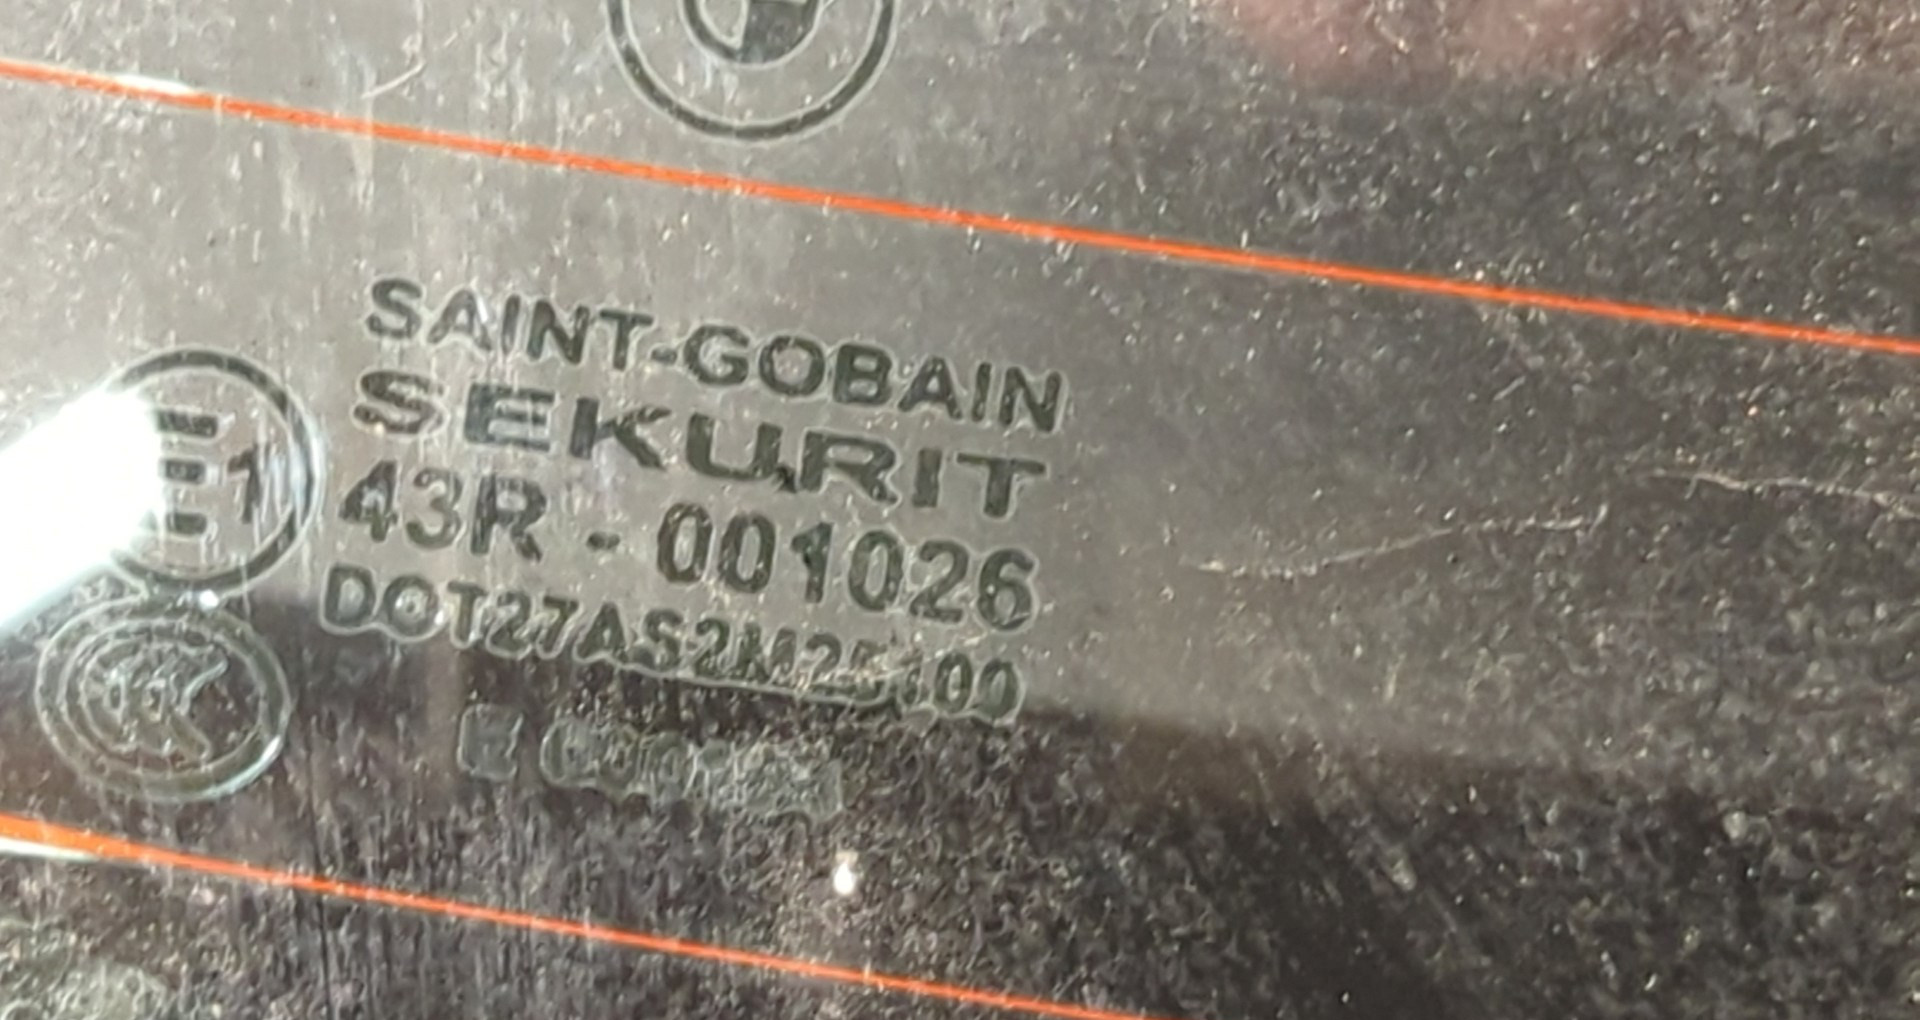 SAINT-GOBAIN
SEKURIT
E1
43R - 001026
DOT27AS2M25100